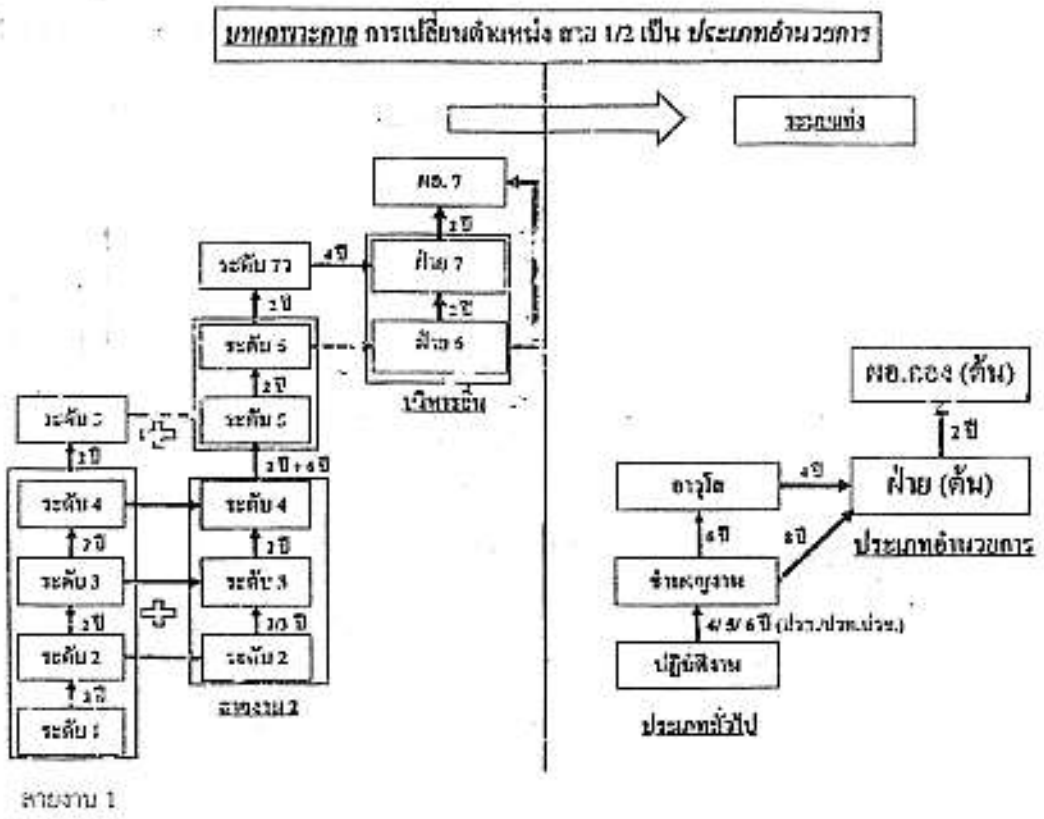 บทเฉพาะกาล การเปลี่ยนตำแหน่ง สาย 1/2 เป็น ประเภทอำนวยการ
ระบบแท่ง
ผอ. 7
2 ปี
ระดับ 7ว
4 ปี
ฝ่าย 7
2 ปี
2 ปี
ระดับ 6
ฝ่าย 6
2 ปี
บริหารอื่น
ระดับ 5
ระดับ 5
2 ปี
2 ปี + 6 ปี
ระดับ 4
ระดับ 4
2 ปี
2 ปี
ระดับ 3
ระดับ 3
2 ปี
2/3 ปี
ระดับ 2
ระดับ 2
2 ปี
สายงาน 2
ระดับ 1
สายงาน 1
ผอ.กอง (ต้น)
2 ปี
อาวุโส
4 ปี
ฝ่าย (ต้น)
6 ปี
8 ปี
ประเภทอำนวยการ
ชำนาญงาน
4/ 5/ 6 ปี (ปวส./ปวท./ปวช.)
ปฏิบัติงาน
ประเภททั่วไป